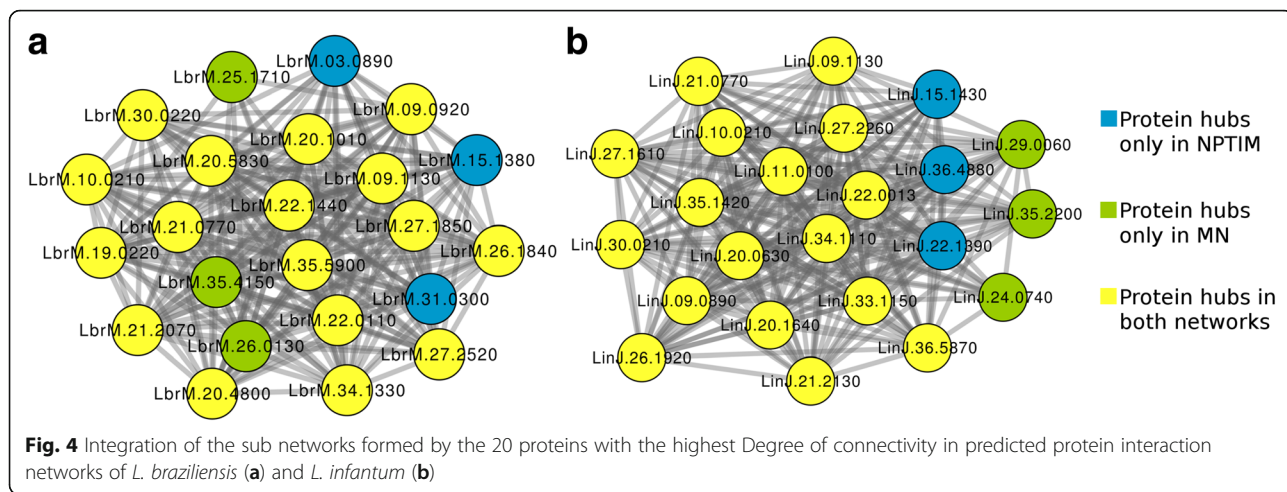 a
LbrM.03.0890
LbrM.25.1710
LbrM.30.0220
LbrM.09.0920
LbrM.20.1010
LbrM.20.5830
LbrM.15.1380
LbrM.09.1130
LbrM.10.0210
LbrM.22.1440
LbrM.27.1850
LbrM.21.0770
LbrM.19.0220
LbrM.26.1840
LbrM.35.5900
LbrM.35.4150
LbrM.31.0300
LbrM.21.2070
LbrM.22.0110
LbrM.26.0130
LbrM.27.2520
LbrM.20.4800
LbrM.34.1330
b
LinJ.09.1130
LinJ.21.0770
LinJ.15.1430
LinJ.10.0210
LinJ.27.2260
LinJ.29.0060
LinJ.27.1610
LinJ.36.4880
LinJ.11.0100
LinJ.22.0013
LinJ.35.1420
LinJ.35.2200
LinJ.34.1110
LinJ.30.0210
LinJ.22.1390
LinJ.20.0630
LinJ.24.0740
LinJ.09.0890
LinJ.33.1150
LinJ.20.1640
LinJ.36.5870
LinJ.26.1920
LinJ.21.2130
Protein hubs
only in NPTIM
Protein hubs
only in MN
Protein hubs in
both networks
Fig. 4 Integration of the sub networks formed by the 20 proteins with the highest Degree of connectivity in predicted protein interaction
networks of L. braziliensis (a) and L. infantum (b)